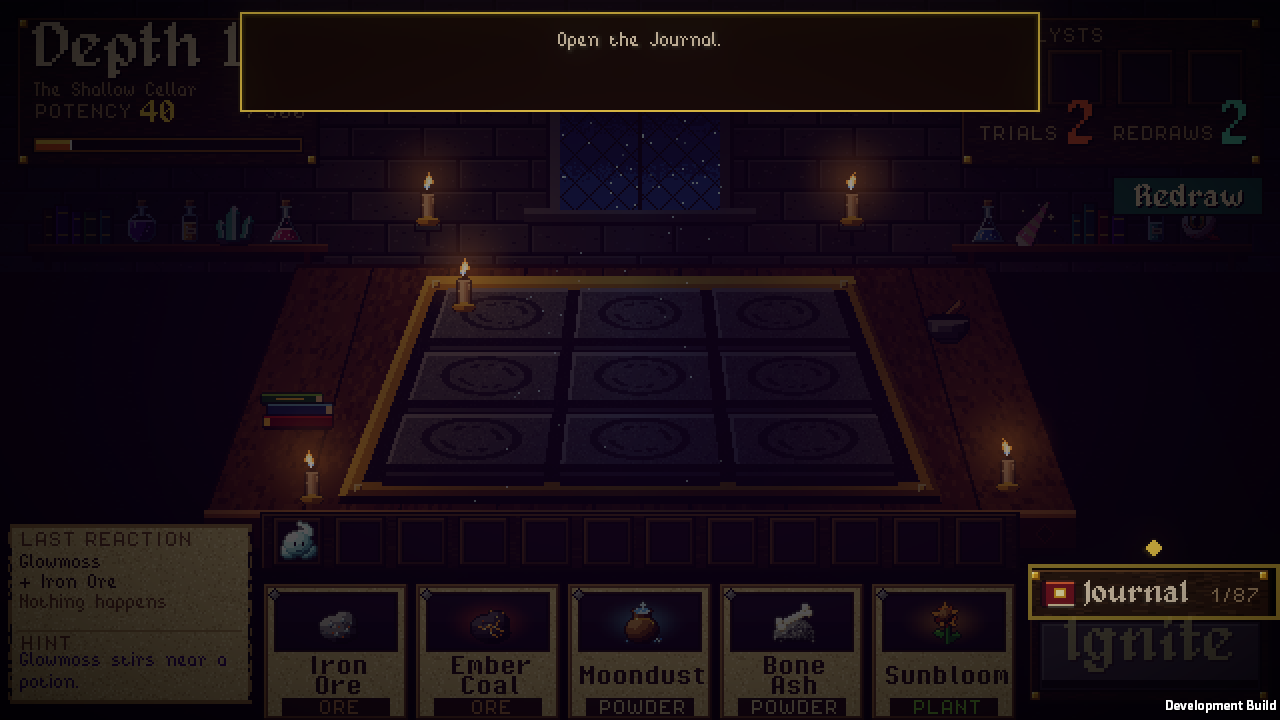 Open the Journal.
Depth 1
The Shallow Cellar
POTENCY 40
TRIALS 2 REDRAWS 2
Redraw
LAST REACTION
Glowmoss
+ Iron Ore
Nothing happens
HINT
Glowmoss stirs near a
potion.
Iron
Ore
ORE
Ember
Coal
ORE
Moondust
POWDER
Bone
Ash
POWDER
Sunbloom
PLANT
Journal 1/87
Ignite
Development Build